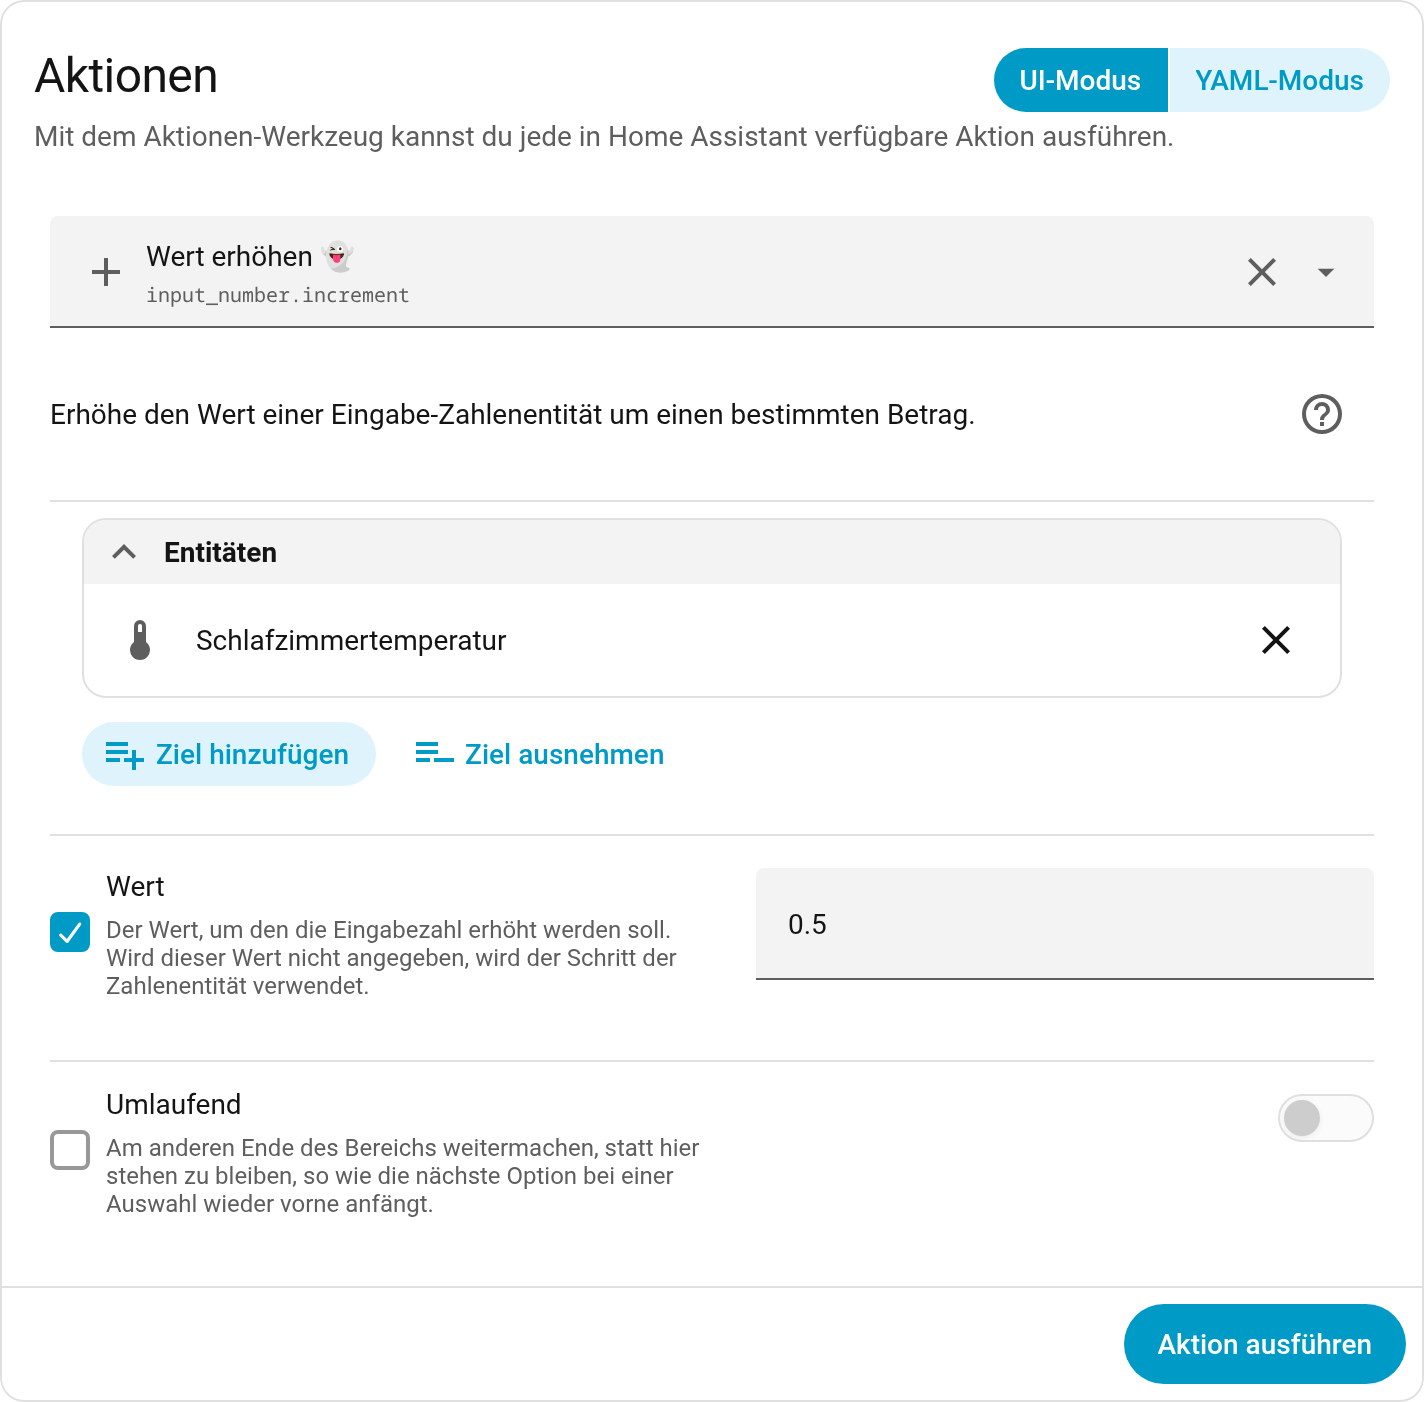 Aktionen
UI-Modus
YAML-Modus
Mit dem Aktionen-Werkzeug kannst du jede in Home Assistant verfügbare Aktion ausführen.
Wert erhöhen 👻
input_number.increment
Erhöhe den Wert einer Eingabe-Zahlenentität um einen bestimmten Betrag.
Entitäten
Schlafzimmertemperatur
Ziel hinzufügen
Ziel ausnehmen
Wert
Der Wert, um den die Eingabezahl erhöht werden soll.
Wird dieser Wert nicht angegeben, wird der Schritt der
Zahlenentität verwendet.
0.5
Umlaufend
Am anderen Ende des Bereichs weitermachen, statt hier
stehen zu bleiben, so wie die nächste Option bei einer
Auswahl wieder vorne anfängt.
Aktion ausführen